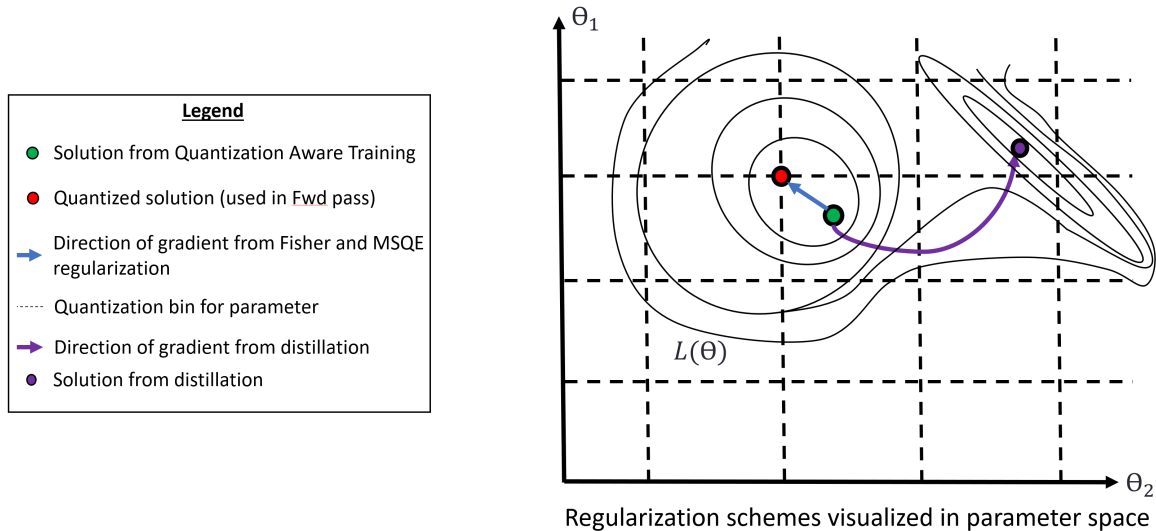 Legend
Solution from Quantization Aware Training
Quantized solution (used in Fwd pass)
Direction of gradient from Fisher and MSQE
regularization
Quantization bin for parameter
Direction of gradient from distillation
Solution from distillation
Θ₁
L(Θ)
Θ₂
Regularization schemes visualized in parameter space